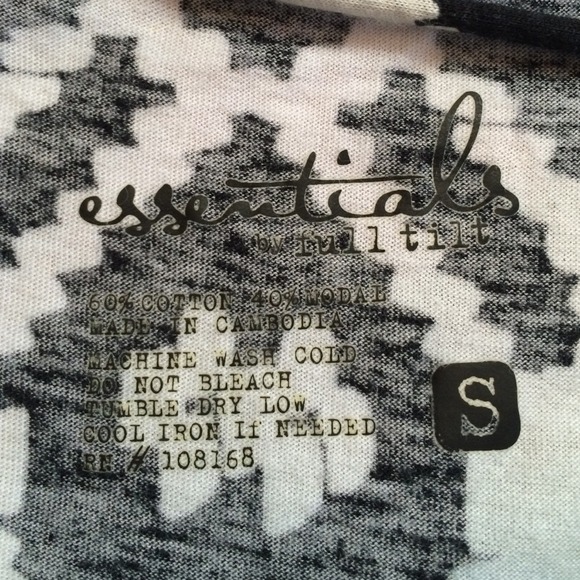 essentials
by full tilt
60% COTTON 40% MODAL
MADE IN CAMBODIA
MACHINE WASH COLD
DO NOT BLEACH
TUMBLE DRY LOW
COOL IRON If NEEDED
RN # 108168
S